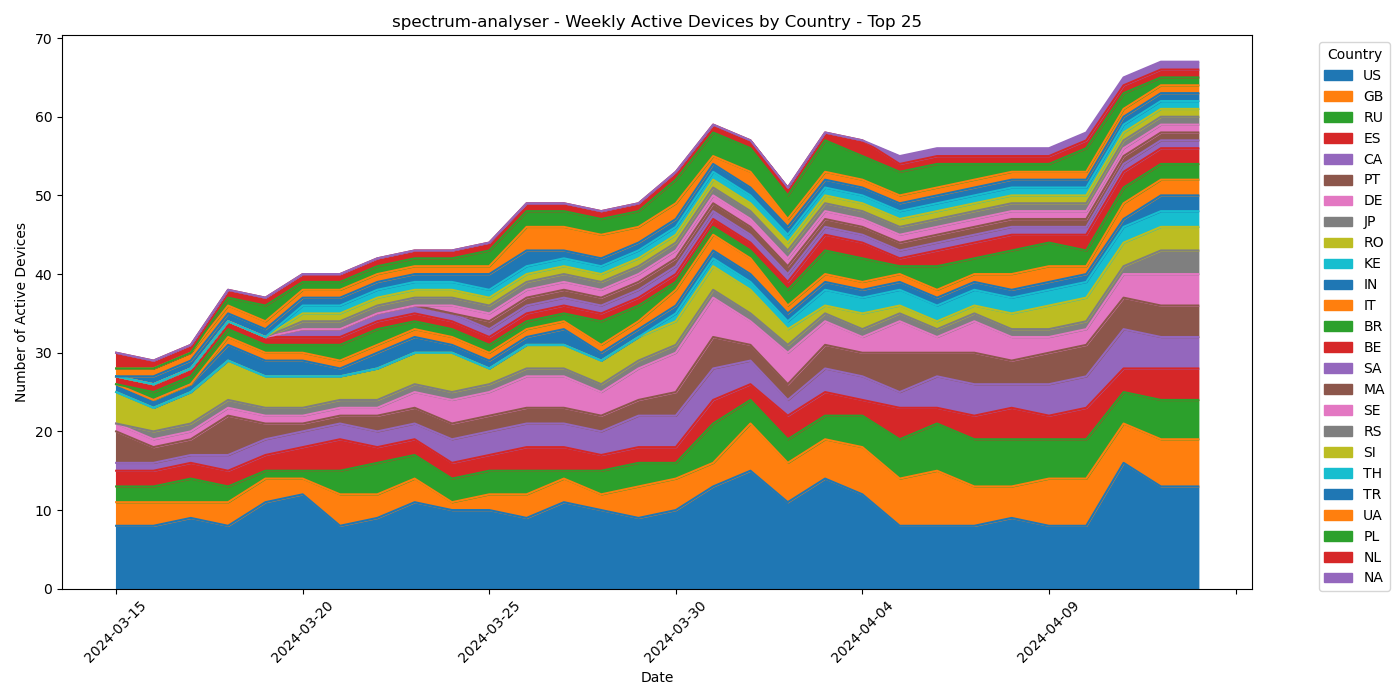 spectrum-analyser - Weekly Active Devices by Country - Top 25
Number of Active Devices
70
60
50
40
30
20
10
0
2024-03-15
2024-03-20
2024-03-25
2024-03-30
2024-04-04
2024-04-09
Date
Country
US
GB
RU
ES
CA
PT
DE
JP
RO
KE
IN
IT
BR
BE
SA
MA
SE
RS
SI
TH
TR
UA
PL
NL
NA